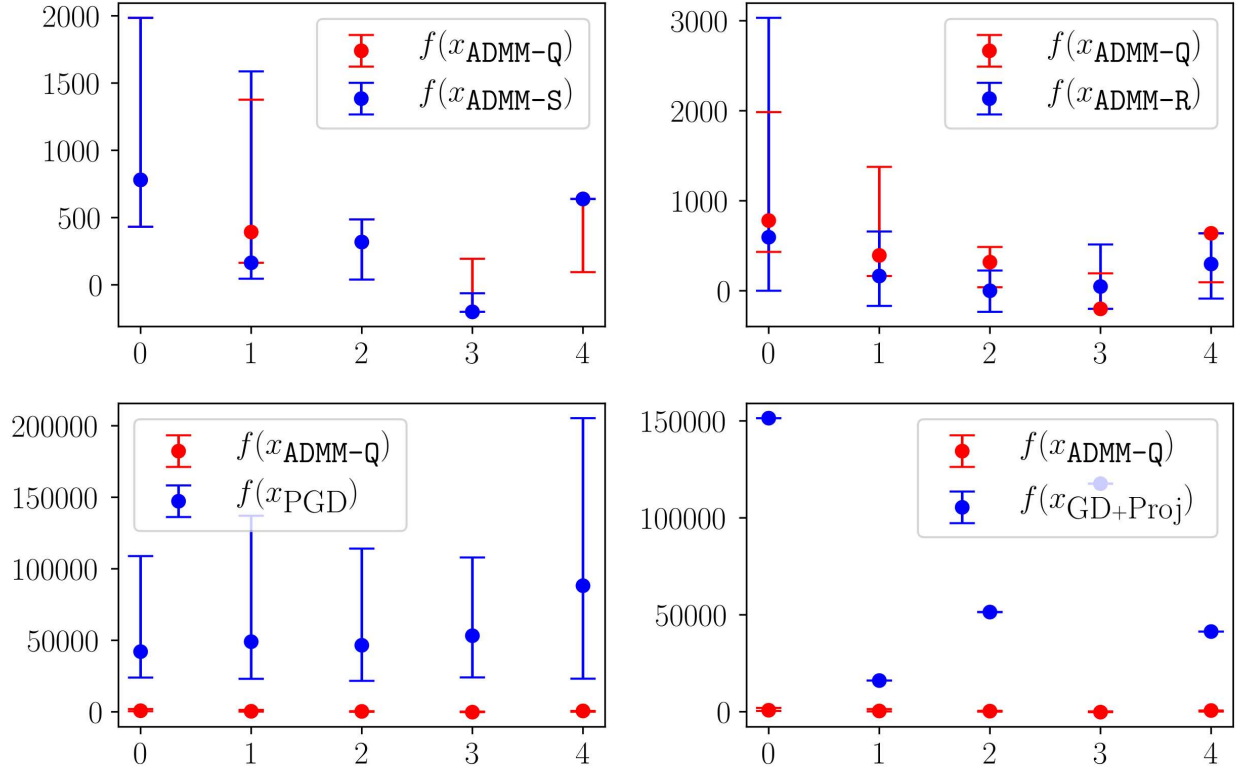 2000
1500
1000
500
0
0 1 2 3 4
f(x_ADMM-Q)
f(x_ADMM-S)
3000
2000
1000
0
0 1 2 3 4
f(x_ADMM-Q)
f(x_ADMM-R)
200000
150000
100000
50000
0
0 1 2 3 4
f(x_ADMM-Q)
f(x_PGD)
150000
100000
50000
0
0 1 2 3 4
f(x_ADMM-Q)
f(x_GD+Proj)